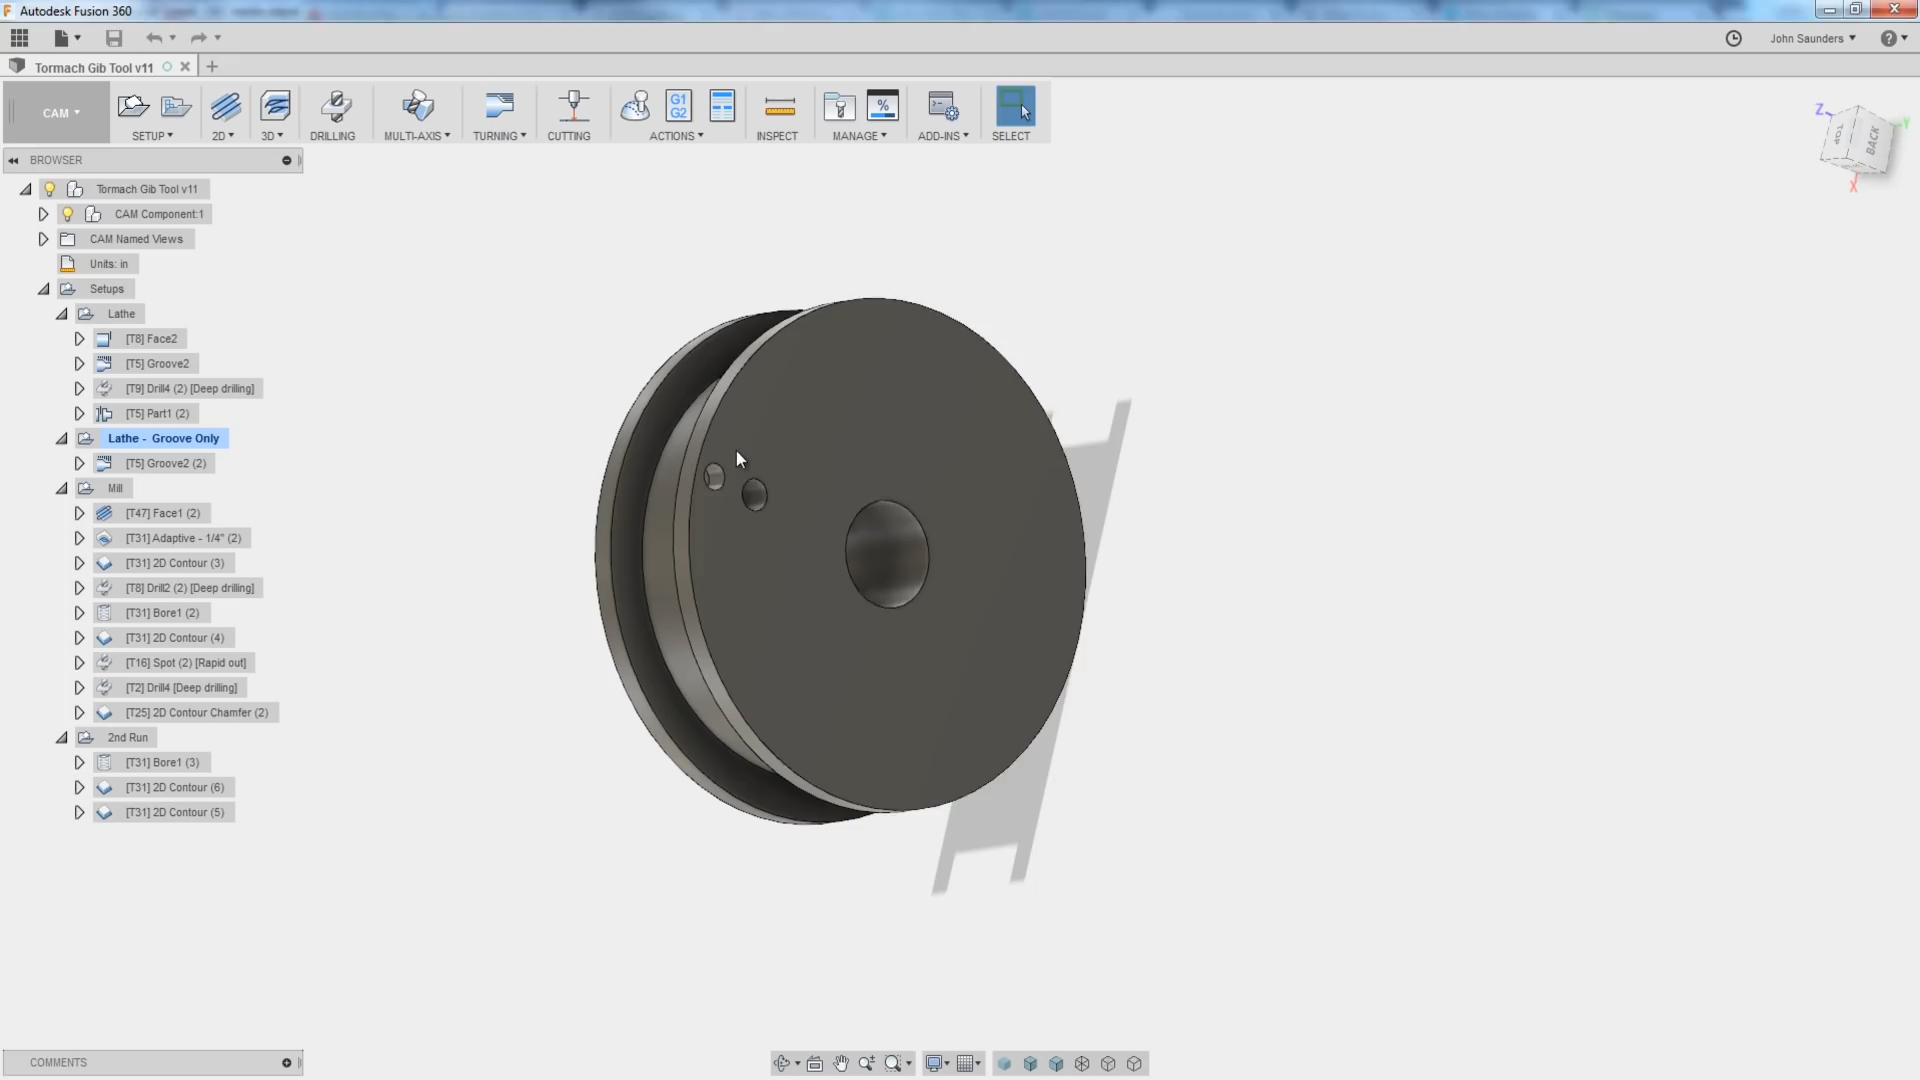 Autodesk Fusion 360
John Saunders
Tormach Gib Tool v11
CAM
SETUP
2D
3D
DRILLING
MULTI-AXIS
TURNING
CUTTING
G1
G2
ACTIONS
INSPECT
%
MANAGE
ADD-INS
SELECT
Z
Y
TOP
BACK
X
BROWSER
Tormach Gib Tool v11
CAM Component:1
CAM Named Views
Units: in
Setups
Lathe
[T8] Face2
[T5] Groove2
[T9] Drill4 (2) [Deep drilling]
[T5] Part1 (2)
Lathe - Groove Only
[T5] Groove2 (2)
Mill
[T47] Face1 (2)
[T31] Adaptive - 1/4" (2)
[T31] 2D Contour (3)
[T8] Drill2 (2) [Deep drilling]
[T31] Bore1 (2)
[T31] 2D Contour (4)
[T16] Spot (2) [Rapid out]
[T2] Drill4 [Deep drilling]
[T25] 2D Contour Chamfer (2)
2nd Run
[T31] Bore1 (3)
[T31] 2D Contour (6)
[T31] 2D Contour (5)
COMMENTS